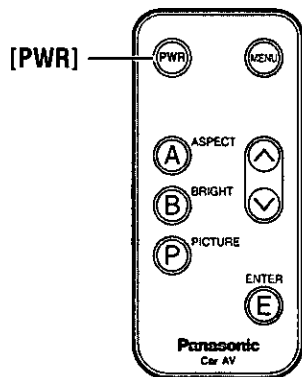 [PWR]
PWR
MENU
A ASPECT
B BRIGHT
P PICTURE
ENTER
E
Panasonic
Car AV